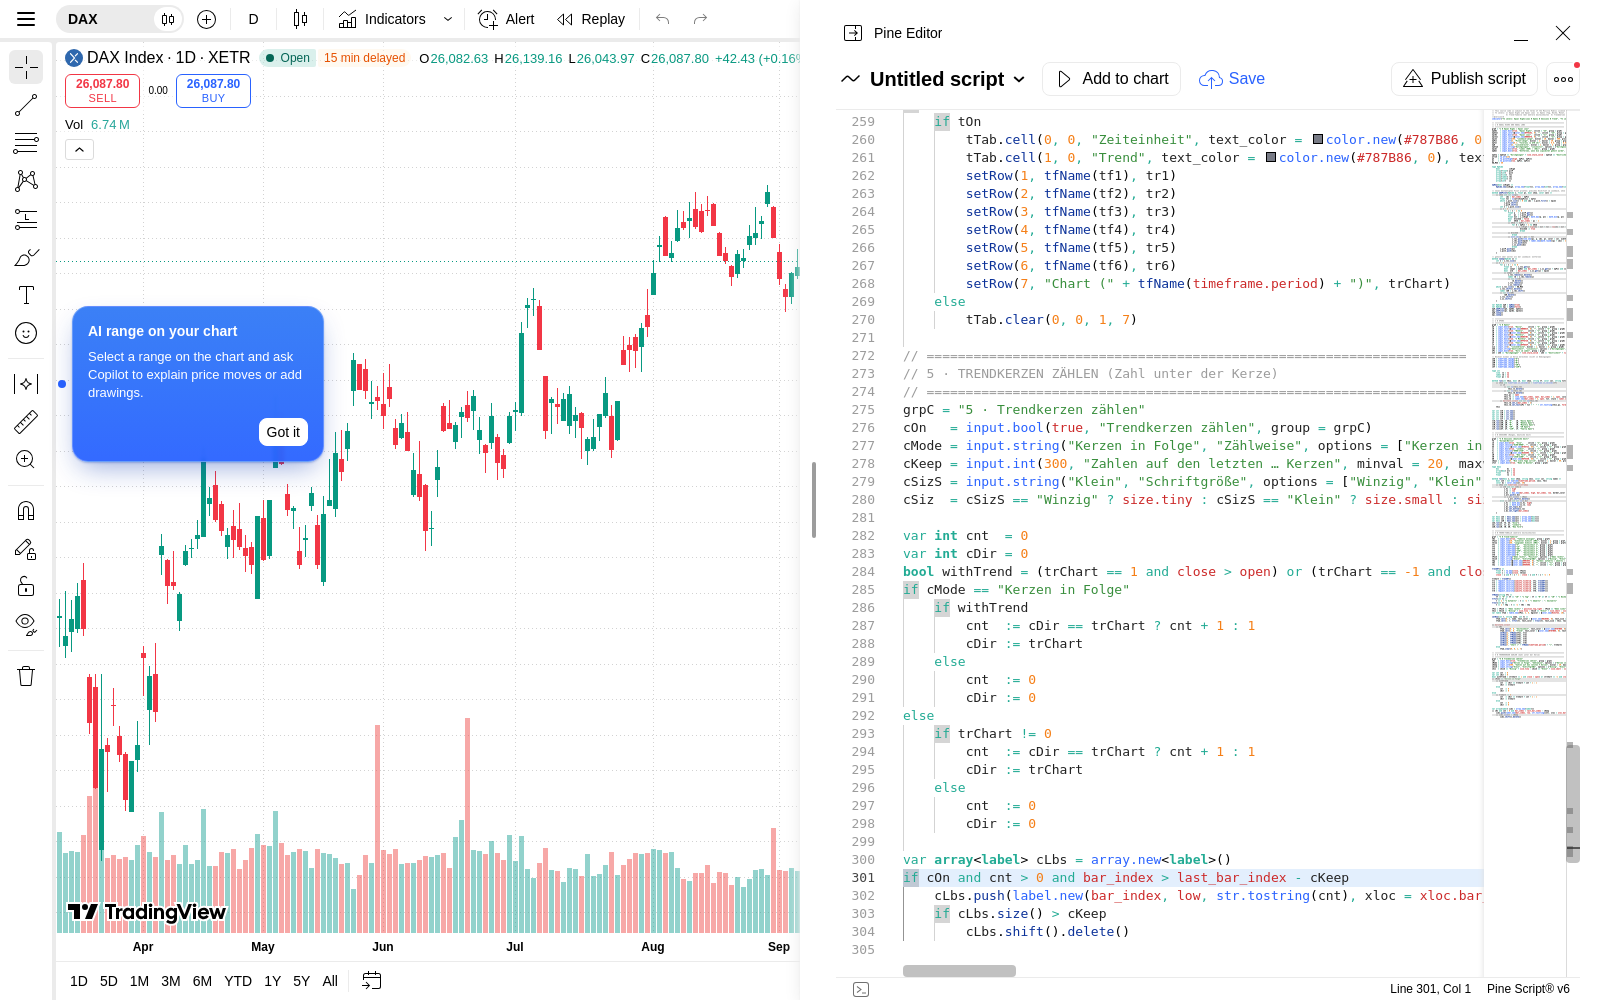 DAX
D
Indicators
Alert
Replay
DAX Index · 1D · XETR
Open
15 min delayed
O26,082.63 H26,139.16 L26,043.97 C26,087.80 +42.43 (+0.16%
26,087.80
SELL
0.00
26,087.80
BUY
Vol 6.74 M
AI range on your chart
Select a range on the chart and ask
Copilot to explain price moves or add
drawings.
Got it
TradingView
Apr May Jun Jul Aug Sep
1D 5D 1M 3M 6M YTD 1Y 5Y All
Pine Editor
Untitled script
Add to chart
Save
Publish script
259 if tOn
260 tTab.cell(0, 0, "Zeiteinheit", text_color = color.new(#787B86, 0
261 tTab.cell(1, 0, "Trend", text_color = color.new(#787B86, 0), tex
262 setRow(1, tfName(tf1), tr1)
263 setRow(2, tfName(tf2), tr2)
264 setRow(3, tfName(tf3), tr3)
265 setRow(4, tfName(tf4), tr4)
266 setRow(5, tfName(tf5), tr5)
267 setRow(6, tfName(tf6), tr6)
268 setRow(7, "Chart (" + tfName(timeframe.period) + ")", trChart)
269 else
270 tTab.clear(0, 0, 1, 7)
271
272 // =====================================================================
273 // 5 · TRENDKERZEN ZÄHLEN (Zahl unter der Kerze)
274 // =====================================================================
275 grpC = "5 · Trendkerzen zählen"
276 cOn = input.bool(true, "Trendkerzen zählen", group = grpC)
277 cMode = input.string("Kerzen in Folge", "Zählweise", options = ["Kerzen in
278 cKeep = input.int(300, "Zahlen auf den letzten … Kerzen", minval = 20, max
279 cSizS = input.string("Klein", "Schriftgröße", options = ["Winzig", "Klein"
280 cSiz = cSizS == "Winzig" ? size.tiny : cSizS == "Klein" ? size.small : si
281
282 var int cnt = 0
283 var int cDir = 0
284 bool withTrend = (trChart == 1 and close > open) or (trChart == -1 and clo
285 if cMode == "Kerzen in Folge"
286 if withTrend
287 cnt := cDir == trChart ? cnt + 1 : 1
288 cDir := trChart
289 else
290 cnt := 0
291 cDir := 0
292 else
293 if trChart != 0
294 cnt := cDir == trChart ? cnt + 1 : 1
295 cDir := trChart
296 else
297 cnt := 0
298 cDir := 0
299
300 var array<label> cLbs = array.new<label>()
301 if cOn and cnt > 0 and bar_index > last_bar_index - cKeep
302 cLbs.push(label.new(bar_index, low, str.tostring(cnt), xloc = xloc.bar_
303 if cLbs.size() > cKeep
304 cLbs.shift().delete()
305
Line 301, Col 1 Pine Script® v6